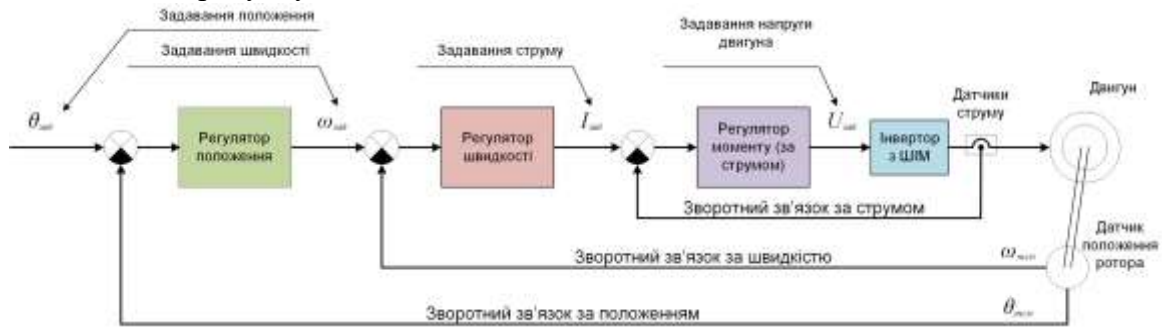 Задавання положення
Задавання швидкості
Задавання струму
Задавання напруги
двигуна
Датчики
струму
Двигун
θ
ω
I
U
Регулятор
положення
Регулятор
швидкості
Регулятор
моменту (за
струмом)
Інвертор
з ШІМ
Зворотний зв'язок за струмом
Зворотний зв'язок за швидкістю
ω
Датчик
положення
ротора
Зворотний зв'язок за положенням
θ